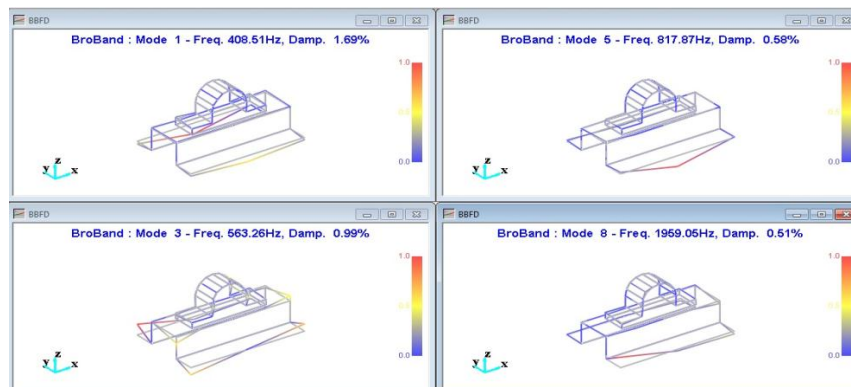 BBFD
BroBand : Mode 1 - Freq. 408.51Hz, Damp. 1.69%
1.0
0.0
y z x
BBFD
BroBand : Mode 5 - Freq. 817.87Hz, Damp. 0.58%
1.0
0.0
y z x
BBFD
BroBand : Mode 3 - Freq. 563.26Hz, Damp. 0.99%
1.0
0.0
y z x
BBFD
BroBand : Mode 8 - Freq. 1959.05Hz, Damp. 0.51%
1.0
0.0
y z x